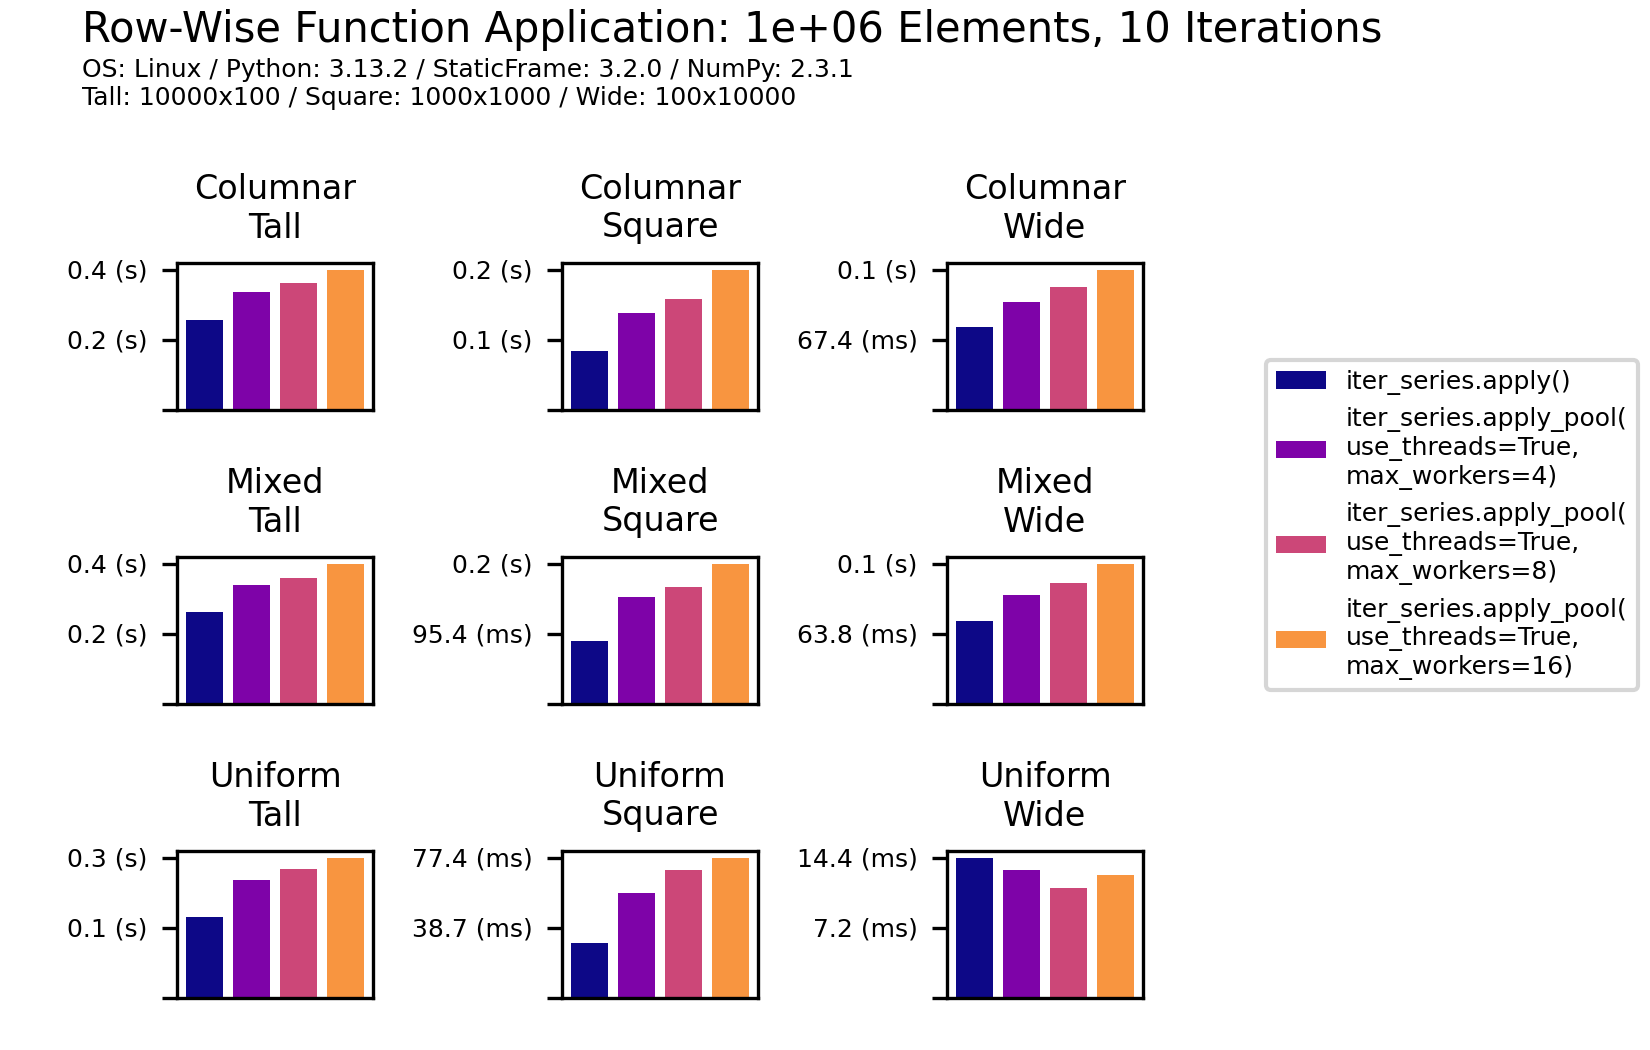 Row-Wise Function Application: 1e+06 Elements, 10 Iterations
OS: Linux / Python: 3.13.2 / StaticFrame: 3.2.0 / NumPy: 2.3.1
Tall: 10000x100 / Square: 1000x1000 / Wide: 100x10000
Columnar
Tall
0.4 (s)
0.2 (s)
Columnar
Square
0.2 (s)
0.1 (s)
Columnar
Wide
0.1 (s)
67.4 (ms)
Mixed
Tall
0.4 (s)
0.2 (s)
Mixed
Square
0.2 (s)
95.4 (ms)
Mixed
Wide
0.1 (s)
63.8 (ms)
Uniform
Tall
0.3 (s)
0.1 (s)
Uniform
Square
77.4 (ms)
38.7 (ms)
Uniform
Wide
14.4 (ms)
7.2 (ms)
iter_series.apply()
iter_series.apply_pool(
use_threads=True,
max_workers=4)
iter_series.apply_pool(
use_threads=True,
max_workers=8)
iter_series.apply_pool(
use_threads=True,
max_workers=16)